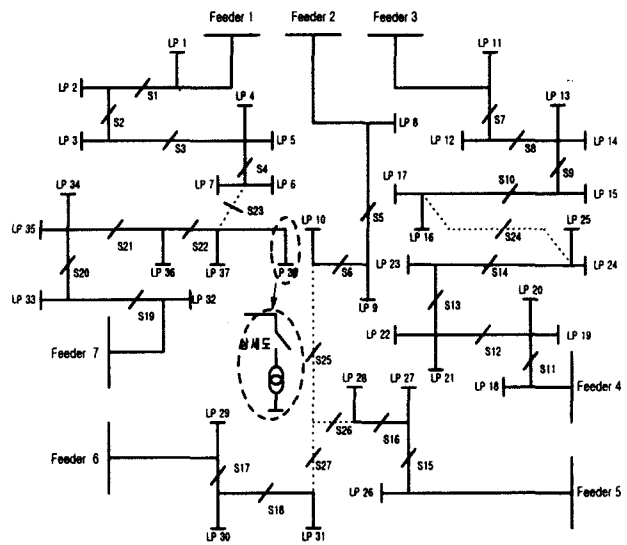 Feeder 1
Feeder 2
Feeder 3
LP 1
LP 11
LP 2
S1
LP 4
LP 8
LP 13
S2
S7
LP 3
S3
LP 5
LP 12
S8
LP 14
S4
S9
LP 34
LP 7
LP 6
LP 17
S10
LP 15
S23
LP 10
S5
LP 25
LP 35
S21
S22
LP 16
S24
S20
LP 36
LP 37
S6
LP 23
S14
LP 24
LP 33
S19
LP 32
LP 9
S13
LP 20
상세도
LP 22
S12
LP 19
Feeder 7
S25
LP 21
S11
LP 28
LP 27
LP 18
Feeder 4
LP 29
S26
S16
Feeder 6
S17
S27
S15
S18
LP 26
Feeder 5
LP 30
LP 31